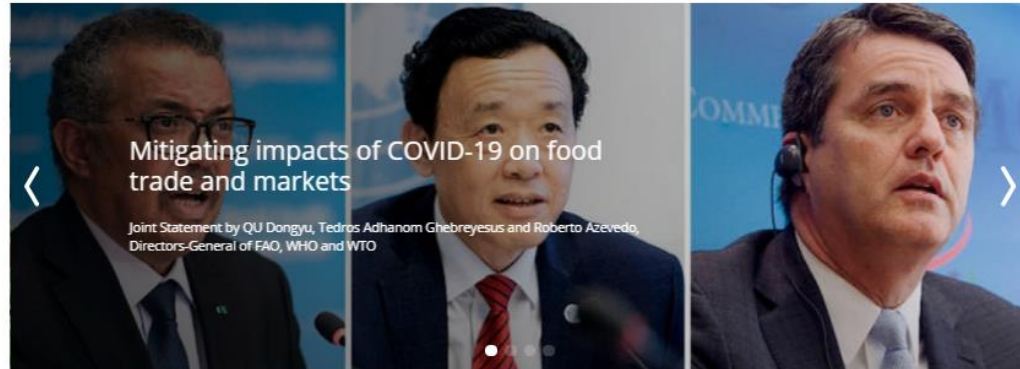 Mitigating impacts of COVID-19 on food
trade and markets
Joint Statement by QU Dongyu, Tedros Adhanom Ghebreyesus and Roberto Azevedo,
Directors-General of FAO, WHO and WTO